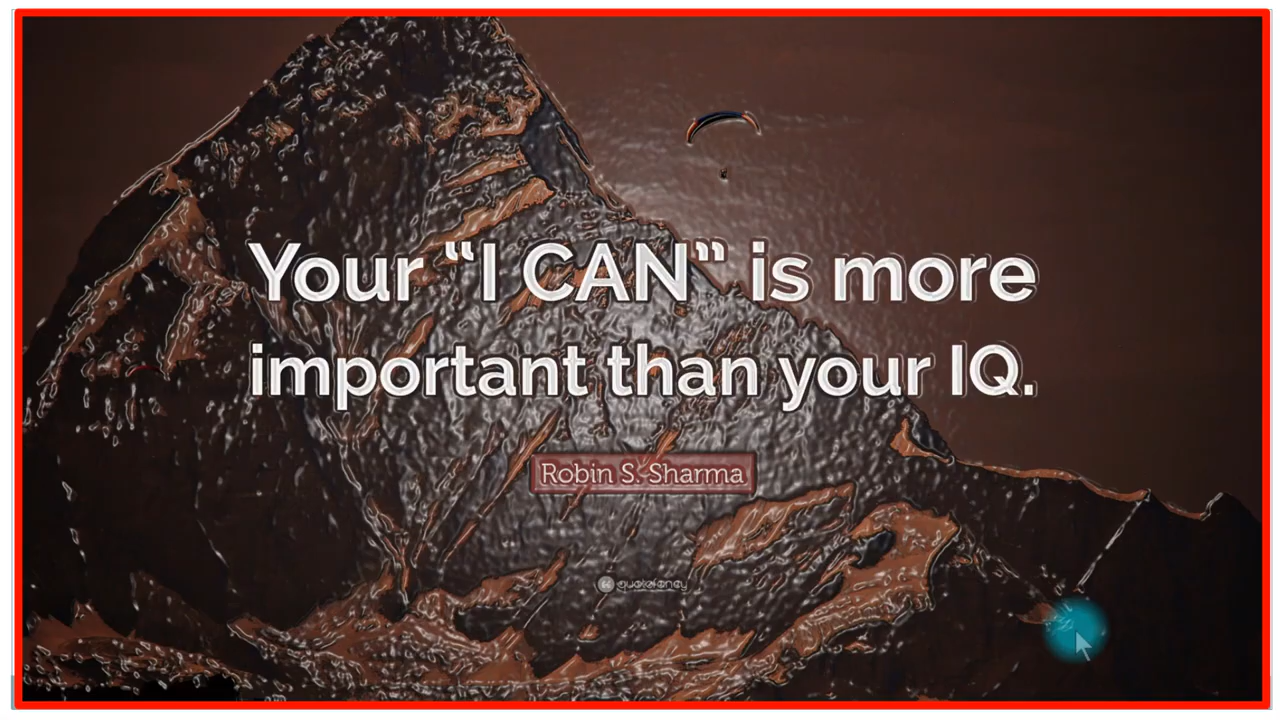 Your “I CAN” is more
important than your IQ.
Robin S. Sharma
quotefancy